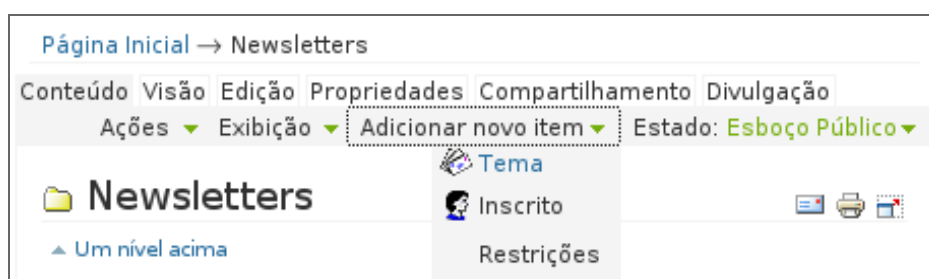 Página Inicial → Newsletters
Conteúdo Visão Edição Propriedades Compartilhamento Divulgação
Ações Exibição Adicionar novo item Estado: Esboço Público
Tema
Newsletters
Inscrito
Um nível acima
Restrições